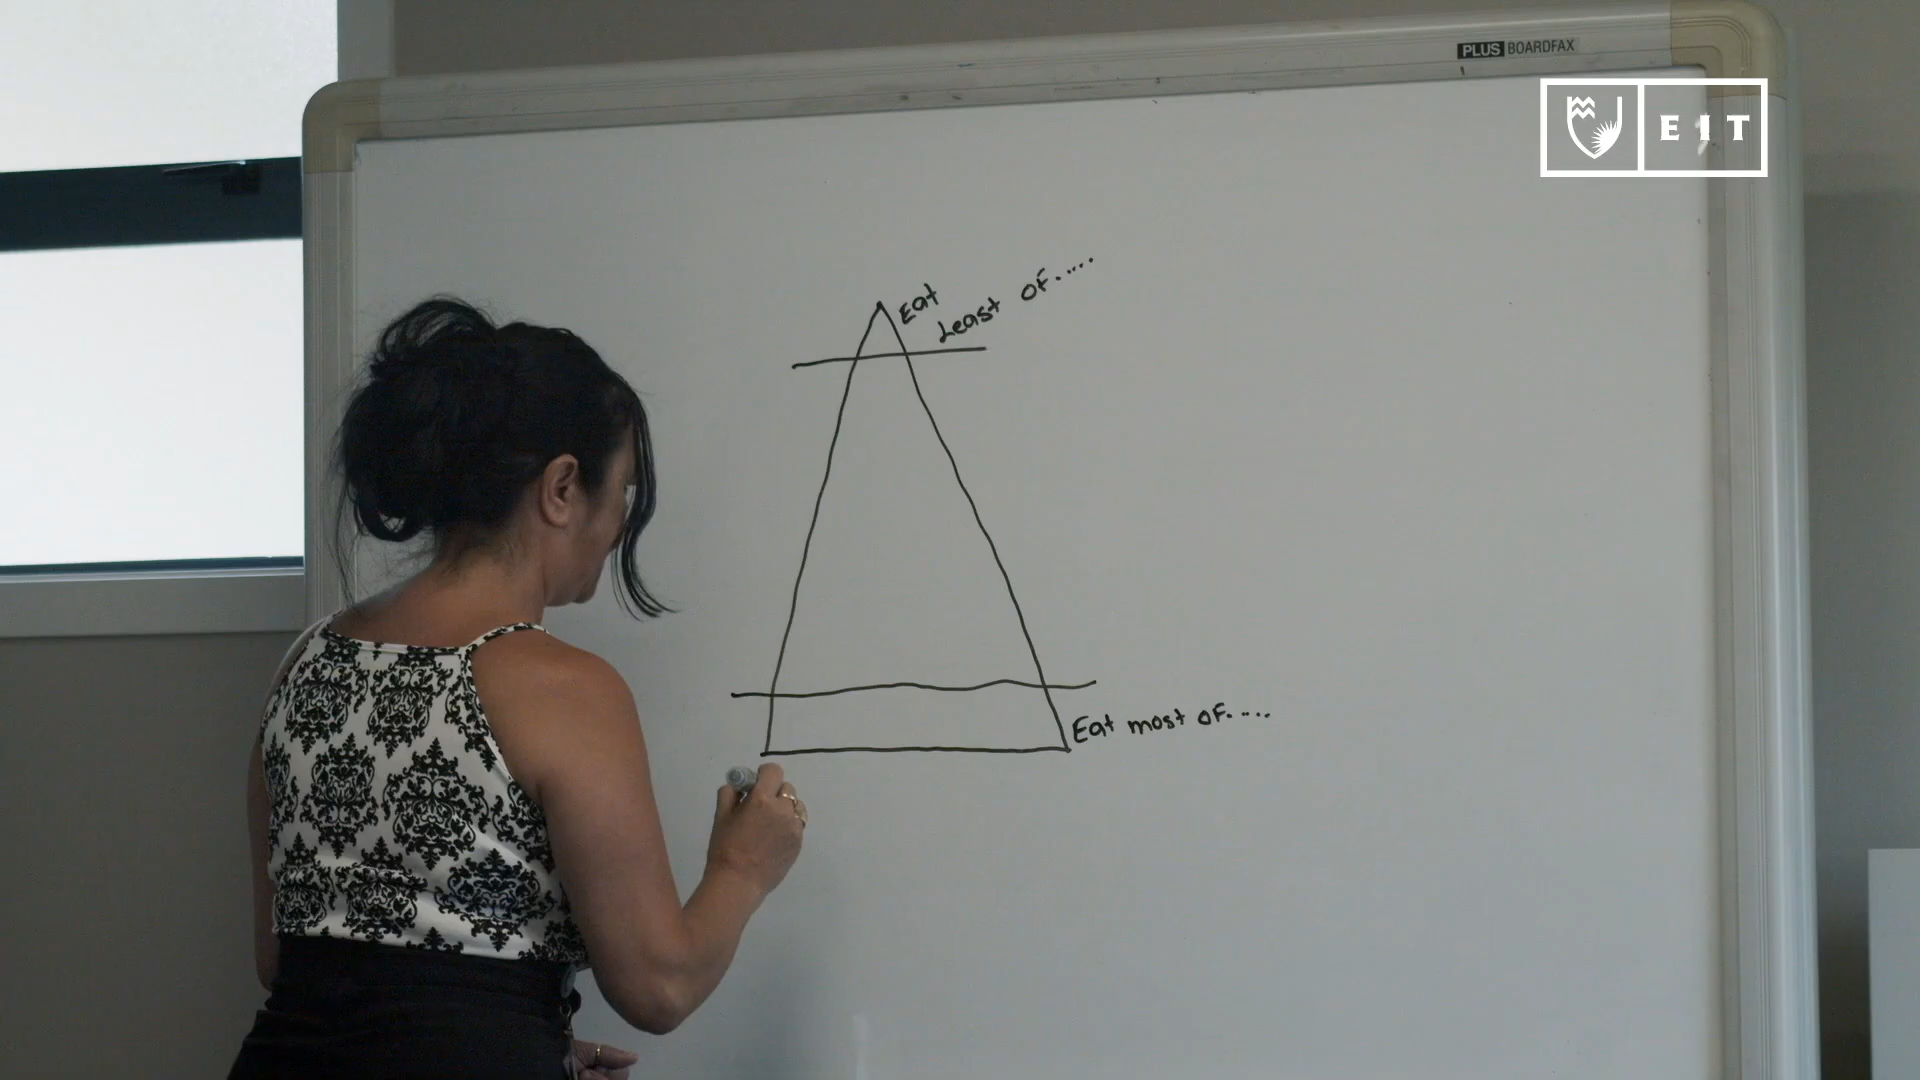 PLUS BOARDFAX
EIT
Eat
Least of.....
Eat most of.....